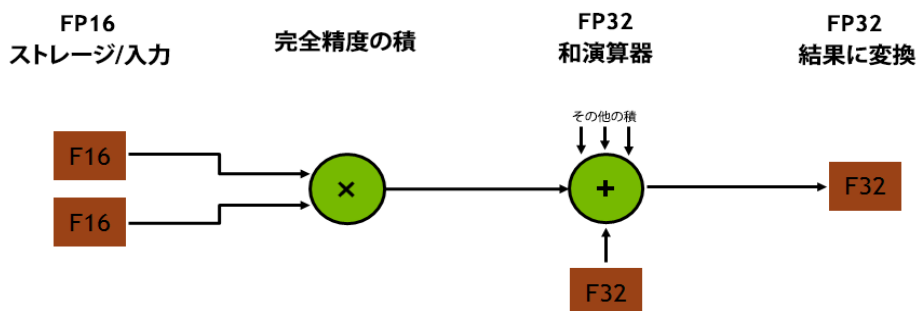 FP16
ストレージ/入力
完全精度の積
FP32
和演算器
FP32
結果に変換
その他の積
F16
F16
×
+
F32
F32